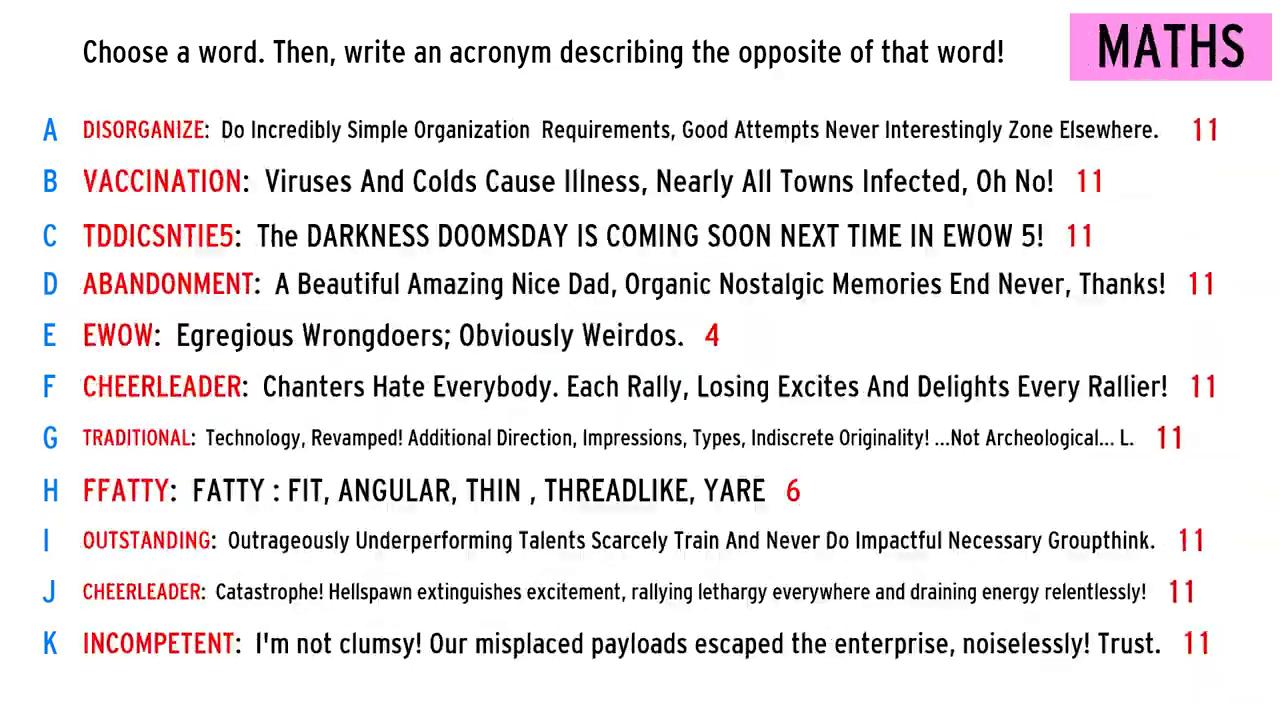 Choose a word. Then, write an acronym describing the opposite of that word! MATHS
A DISORGANIZE: Do Incredibly Simple Organization Requirements, Good Attempts Never Interestingly Zone Elsewhere. 11
B VACCINATION: Viruses And Colds Cause Illness, Nearly All Towns Infected, Oh No! 11
C TDDICSNTIE5: The DARKNESS DOOMSDAY IS COMING SOON NEXT TIME IN EWOW 5! 11
D ABANDONMENT: A Beautiful Amazing Nice Dad, Organic Nostalgic Memories End Never, Thanks! 11
E EWOW: Egregious Wrongdoers; Obviously Weirdos. 4
F CHEERLEADER: Chanters Hate Everybody. Each Rally, Losing Excites And Delights Every Rallier! 11
G TRADITIONAL: Technology, Revamped! Additional Direction, Impressions, Types, Indiscrete Originality! ...Not Archeological... L. 11
H FFATTY: FATTY : FIT, ANGULAR, THIN , THREADLIKE, YARE 6
I OUTSTANDING: Outrageously Underperforming Talents Scarcely Train And Never Do Impactful Necessary Groupthink. 11
J CHEERLEADER: Catastrophe! Hellspawn extinguishes excitement, rallying lethargy everywhere and draining energy relentlessly! 11
K INCOMPETENT: I'm not clumsy! Our misplaced payloads escaped the enterprise, noiselessly! Trust. 11